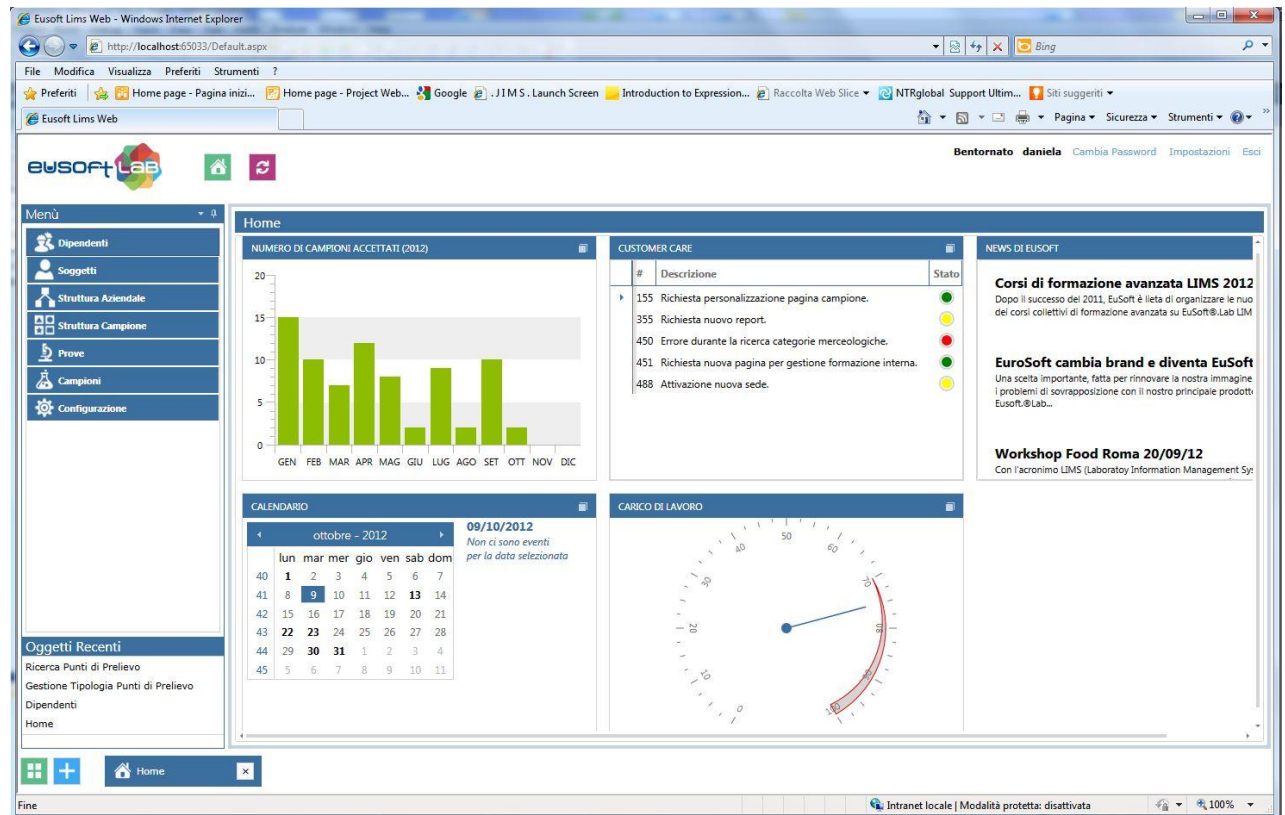 Eusoft Lims Web - Windows Internet Explorer
http://localhost:65033/Default.aspx
Bing
File Modifica Visualizza Preferiti Strumenti ?
Preferiti Home page - Pagina inizi... Home page - Project Web... Google .:J I M S . Launch Screen Introduction to Expression... Raccolta Web Slice NTRglobal Support Ultim... Siti suggeriti
Eusoft Lims Web
Pagina Sicurezza Strumenti
eusoft LAB
Bentornato daniela Cambia Password Impostazioni Esci
Menù
Dipendenti
Soggetti
Struttura Aziendale
Struttura Campione
Prove
Campioni
Configurazione
Oggetti Recenti
Ricerca Punti di Prelievo
Gestione Tipologia Punti di Prelievo
Dipendenti
Home
Home
NUMERO DI CAMPIONI ACCETTATI (2012)
20
15
10
5
0
GEN FEB MAR APR MAG GIU LUG AGO SET OTT NOV DIC
CUSTOMER CARE
# Descrizione Stato
155 Richiesta personalizzazione pagina campione.
355 Richiesta nuovo report.
450 Errore durante la ricerca categorie merceologiche.
451 Richiesta nuova pagina per gestione formazione interna.
488 Attivazione nuova sede.
NEWS DI EUSOFT
Corsi di formazione avanzata LIMS 2012
Dopo il successo del 2011, EuSoft è lieta di organizzare le nuo
dei corsi collettivi di formazione avanzata su EuSoft®.Lab LIM
EuroSoft cambia brand e diventa EuSoft
Una scelta importante, fatta per rinnovare la nostra immagine
i problemi di sovrapposizione con il nostro principale prodotto
Eusoft.®Lab...
Workshop Food Roma 20/09/12
Con l'acronimo LIMS (Laboratoy Information Management Sys
CALENDARIO
ottobre - 2012
lun mar mer gio ven sab dom
40 1 2 3 4 5 6 7
41 8 9 10 11 12 13 14
42 15 16 17 18 19 20 21
43 22 23 24 25 26 27 28
44 29 30 31 1 2 3 4
45 5 6 7 8 9 10 11
09/10/2012
Non ci sono eventi
per la data selezionata
CARICO DI LAVORO
0
10
20
30
40
50
60
70
80
90
100
Home
Fine
Intranet locale | Modalità protetta: disattivata
100%